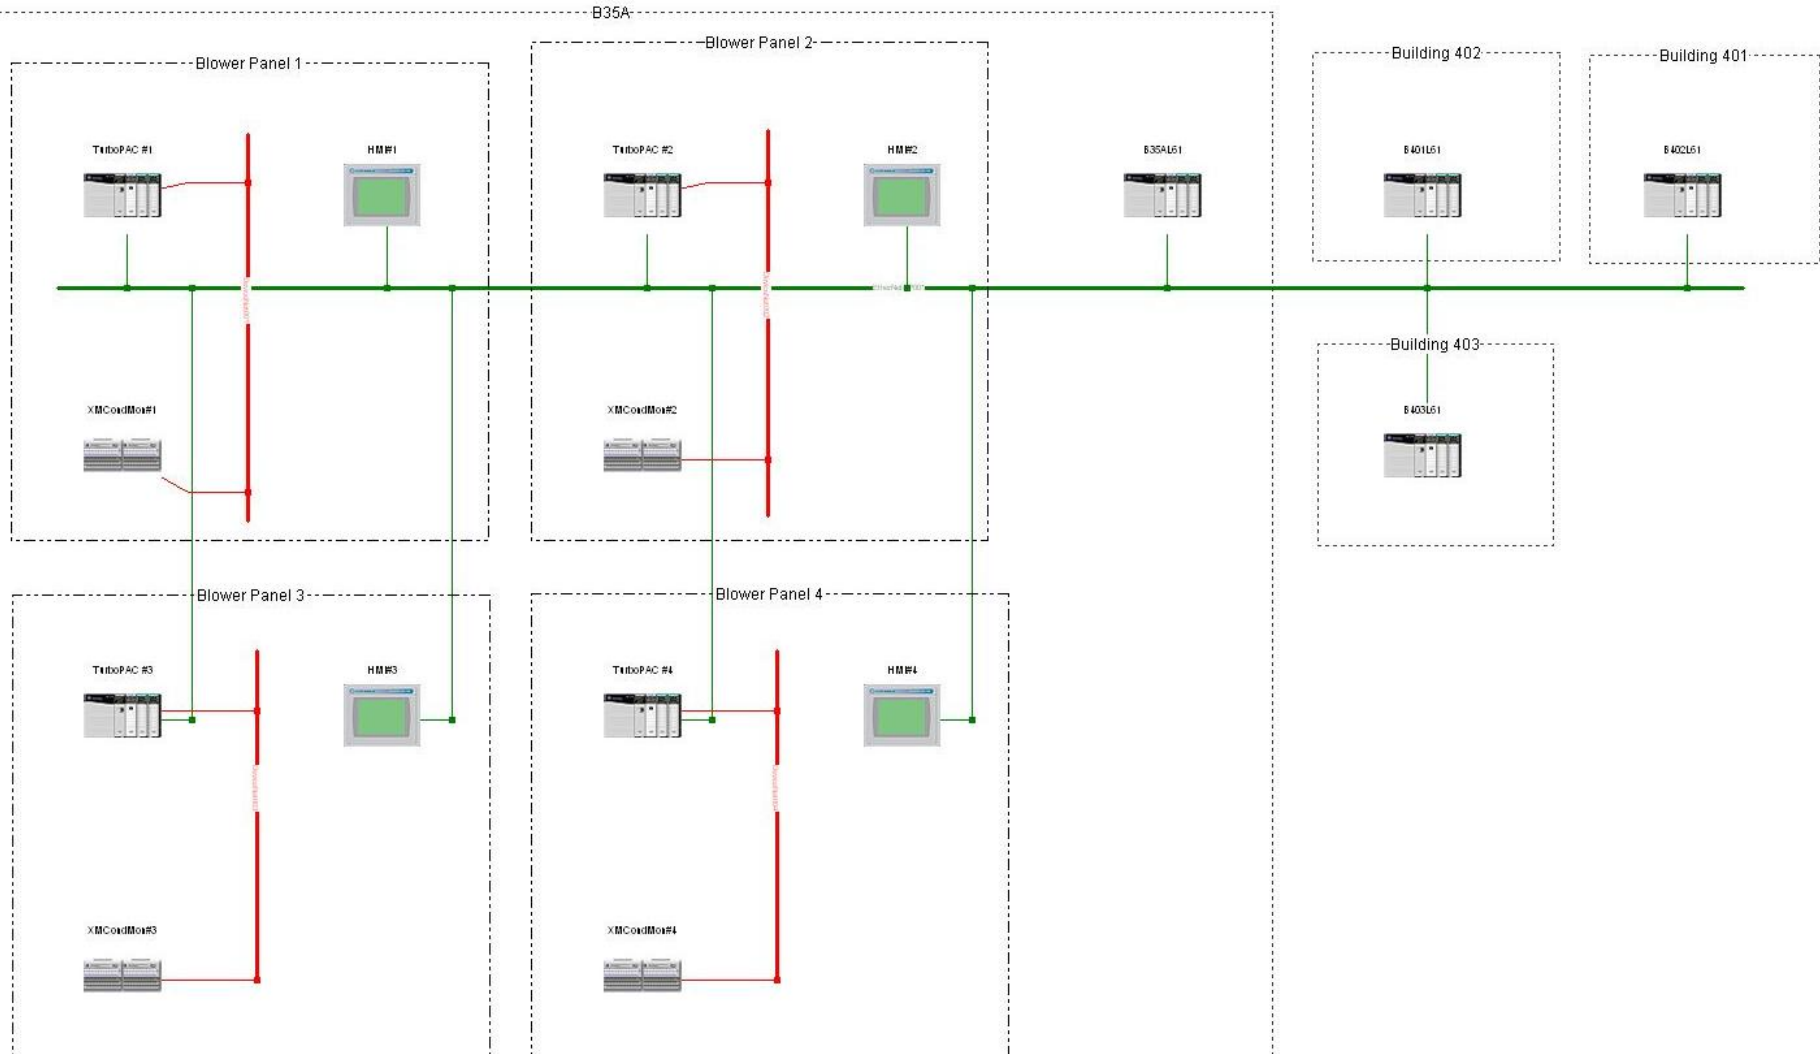 B35A
Blower Panel 1
Blower Panel 2
Building 402
Building 401
TurboPAC #1
HMI#1
TurboPAC #2
HMI#2
B35AL61
B401L61
B402L61
Building 403
XMCondMon#1
XMCondMon#2
B403L61
Blower Panel 3
Blower Panel 4
TurboPAC #3
HMI#3
TurboPAC #4
HMI#4
XMCondMon#3
XMCondMon#4